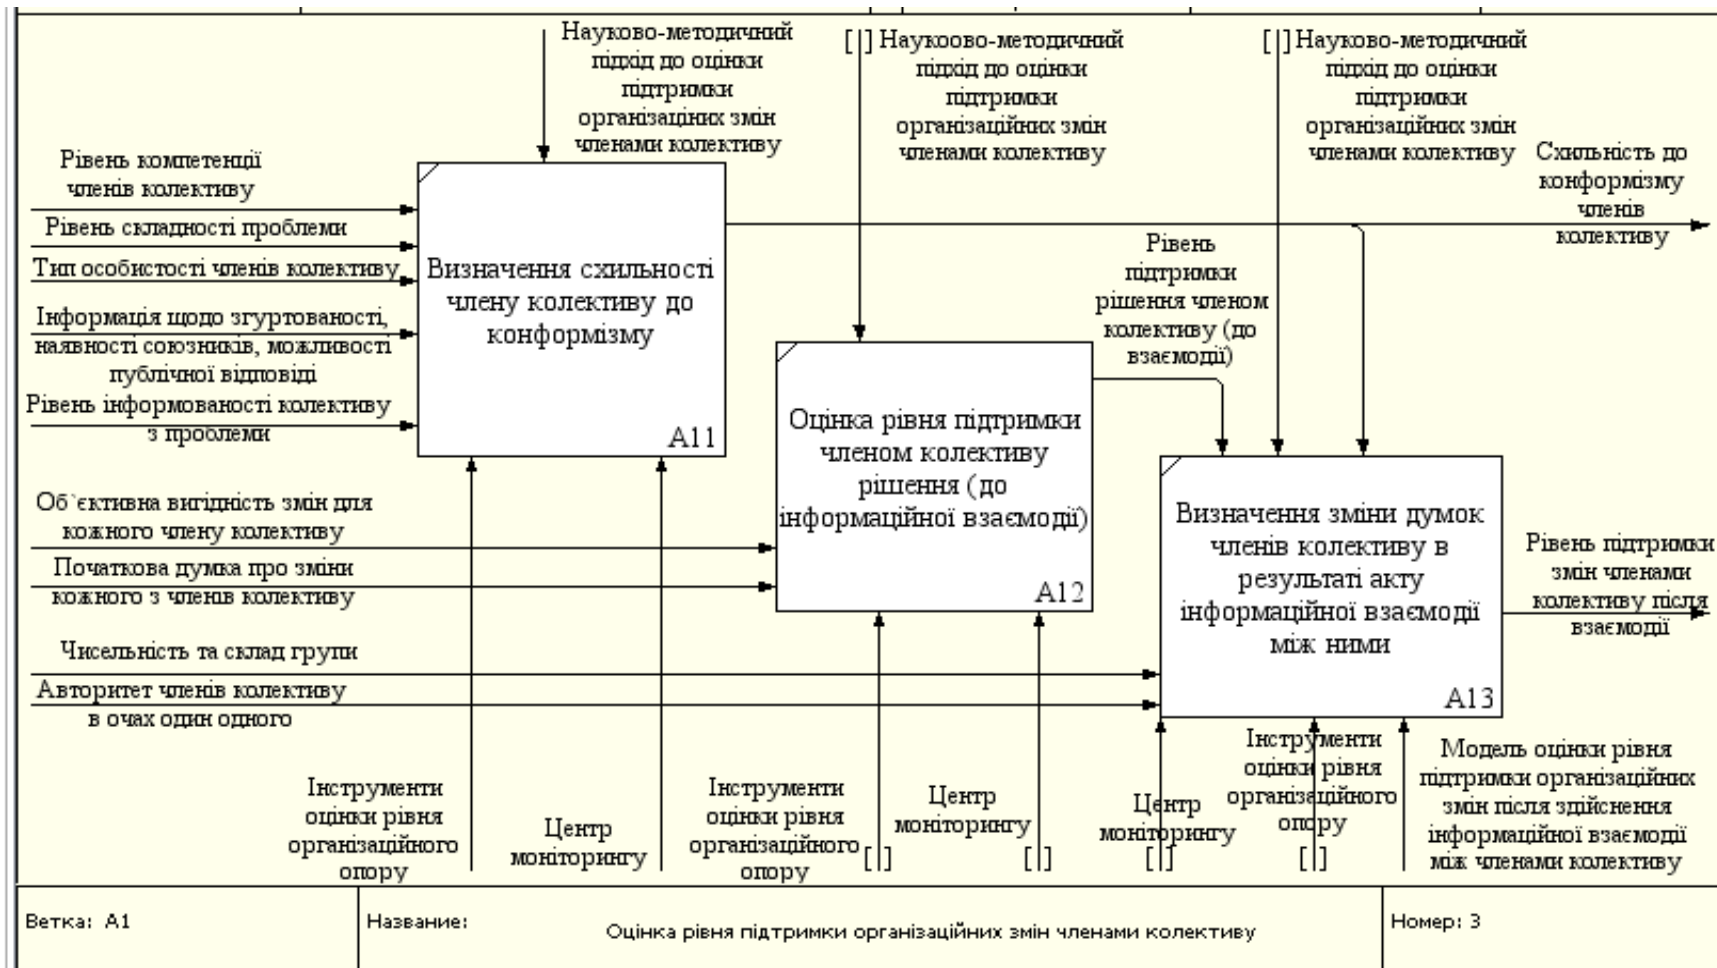 Науково-методичний
підхід до оцінки
підтримки
організаціних змін
членами колективу
[ ] Наукоово-методичний
підхід до оцінки
підтримки
організаційних змін
членами колективу
[ ] Науково-методичний
підхід до оцінки
підтримки
організаційних змін
членами колективу
Схильність до
конформізму
членів
колективу
Рівень компетенції
членів колективу
Рівень складності проблеми
Тип особистості членів колективу
Інформація щодо згуртованості,
наявності союзників, можливості
публічної відповіді
Рівень інформованості колективу
з проблеми
Визначення схильності
члену колективу до
конформізму
A11
Рівень
підтримки
рішення членом
колективу (до
взаємодії)
Оцінка рівня підтримки
членом колективу
рішення (до
інформаційної взаємодії)
A12
Об`єктивна вигідність змін для
кожного члену колективу
Початкова думка про зміни
кожного з членів колективу
Чисельність та склад групи
Авторитет членів колективу
в очах один одного
Визначення зміни думок
членів колективу в
результаті акту
інформаційної взаємодії
між ними
A13
Рівень підтримки
змін членами
колективу після
взаємодії
Інструменти
оцінки рівня
організаційного
опору
Центр
моніторингу
Інструменти
оцінки рівня
організаційного
опору
[ ]
Центр
моніторингу
[ ]
Центр
моніторингу
[ ]
Інструменти
оцінки рівня
організаційного
опору
[ ]
Модель оцінки рівня
підтримки організаційних
змін після здійснення
інформаційної взаємодії
між членами колективу
Ветка: A1
Название:
Оцінка рівня підтримки організаційних змін членами колективу
Номер: 3